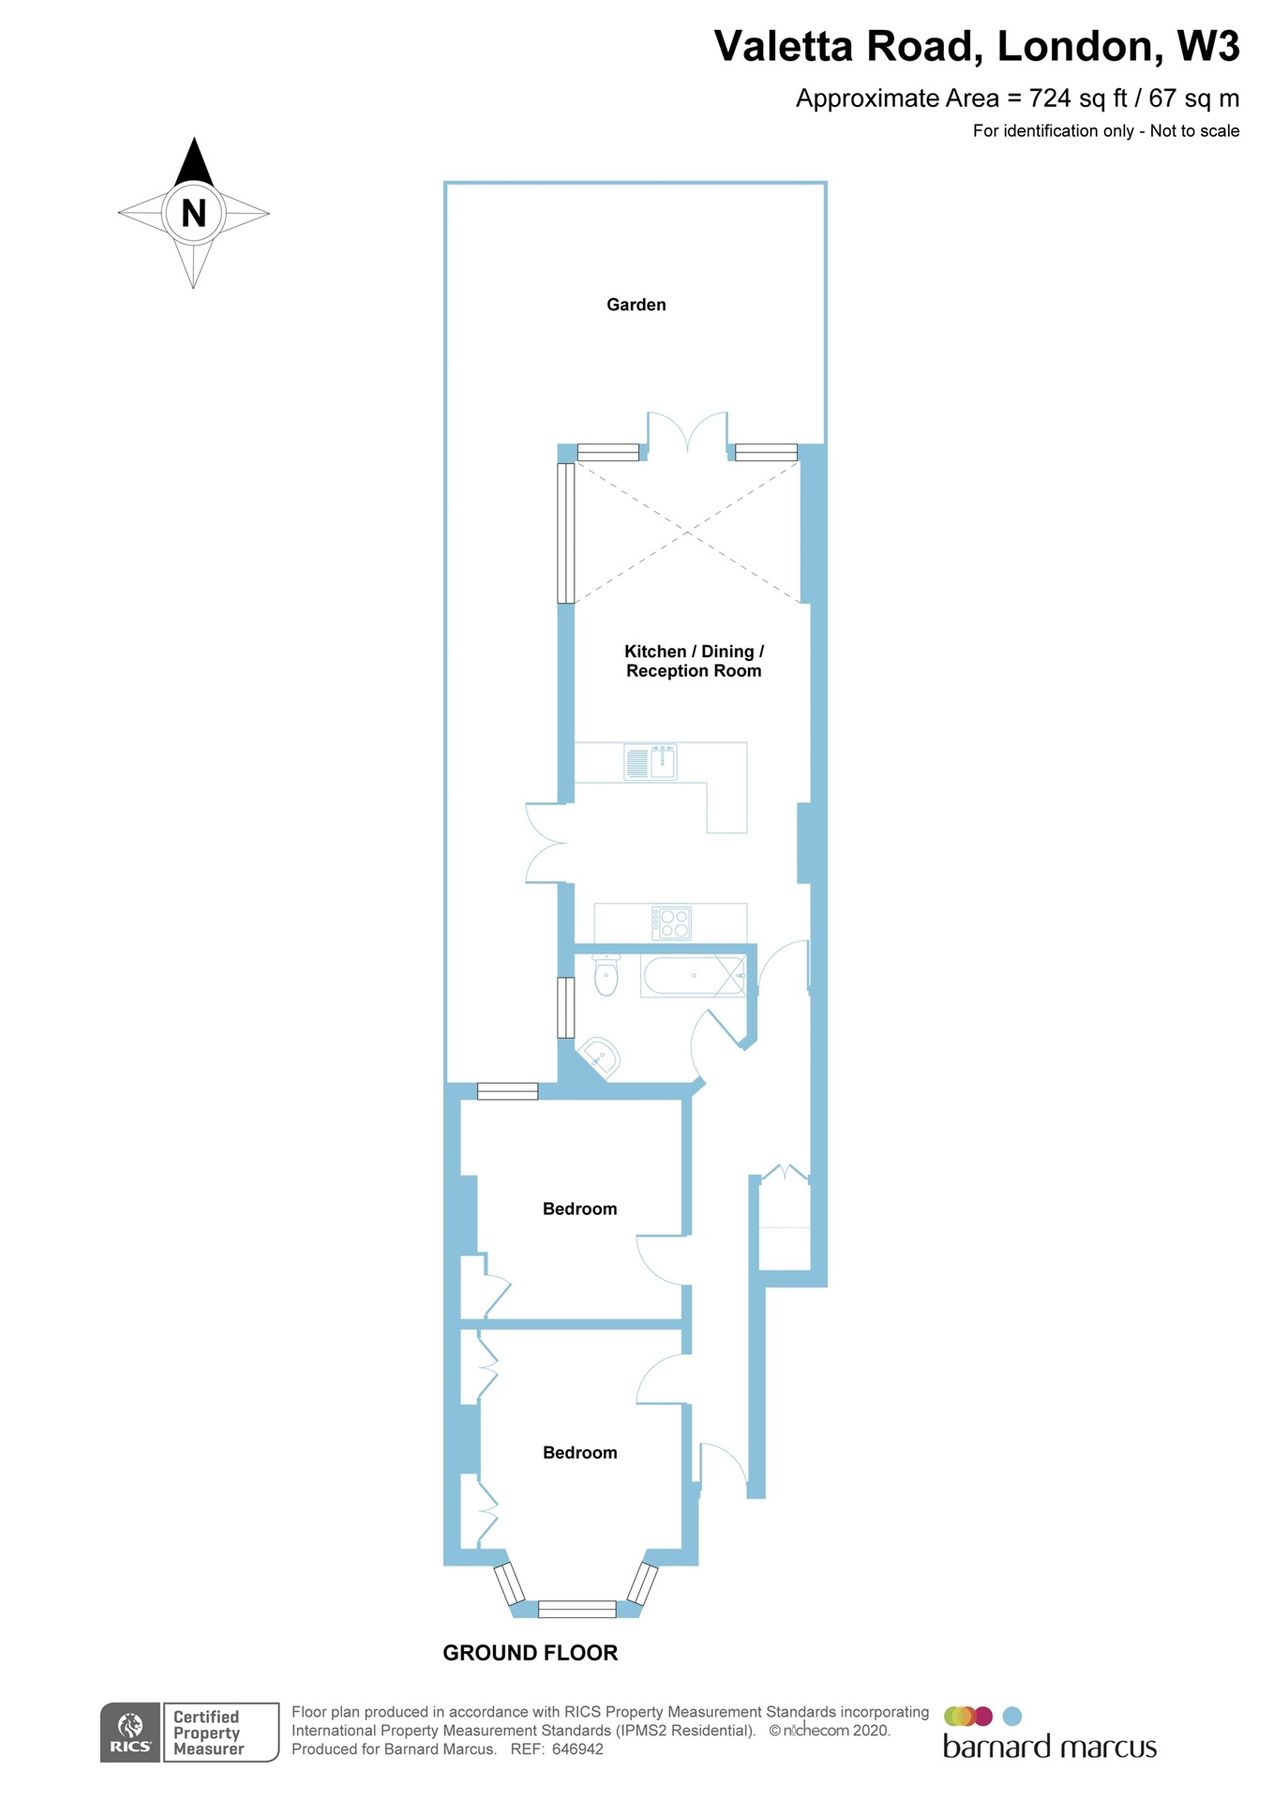 Valetta Road, London, W3
Approximate Area = 724 sq ft / 67 sq m
For identification only - Not to scale
N
Garden
Kitchen / Dining /
Reception Room
Bedroom
Bedroom
GROUND FLOOR
RICS
Certified
Property
Measurer
Floor plan produced in accordance with RICS Property Measurement Standards incorporating
International Property Measurement Standards (IPMS2 Residential). © nichecom 2020.
Produced for Barnard Marcus. REF: 646942
barnard marcus